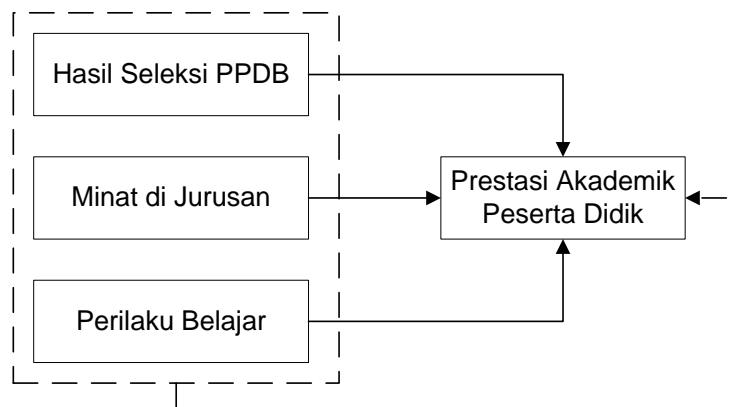 Hasil Seleksi PPDB
Minat di Jurusan
Perilaku Belajar
Prestasi Akademik
Peserta Didik